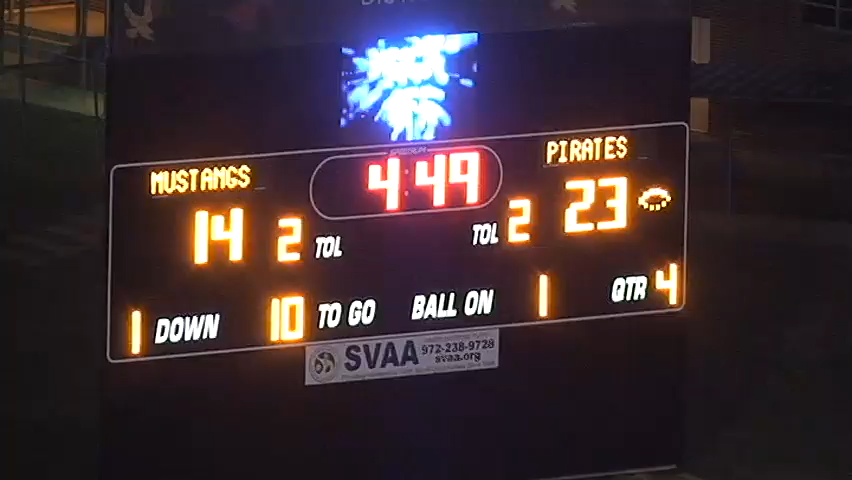 MUSTANGS
PIRATES
4:49
14 2 TOL
TOL 2 23
1 DOWN 10 TO GO BALL ON 1 QTR 4
SVAA 972-238-9728
svaa.org